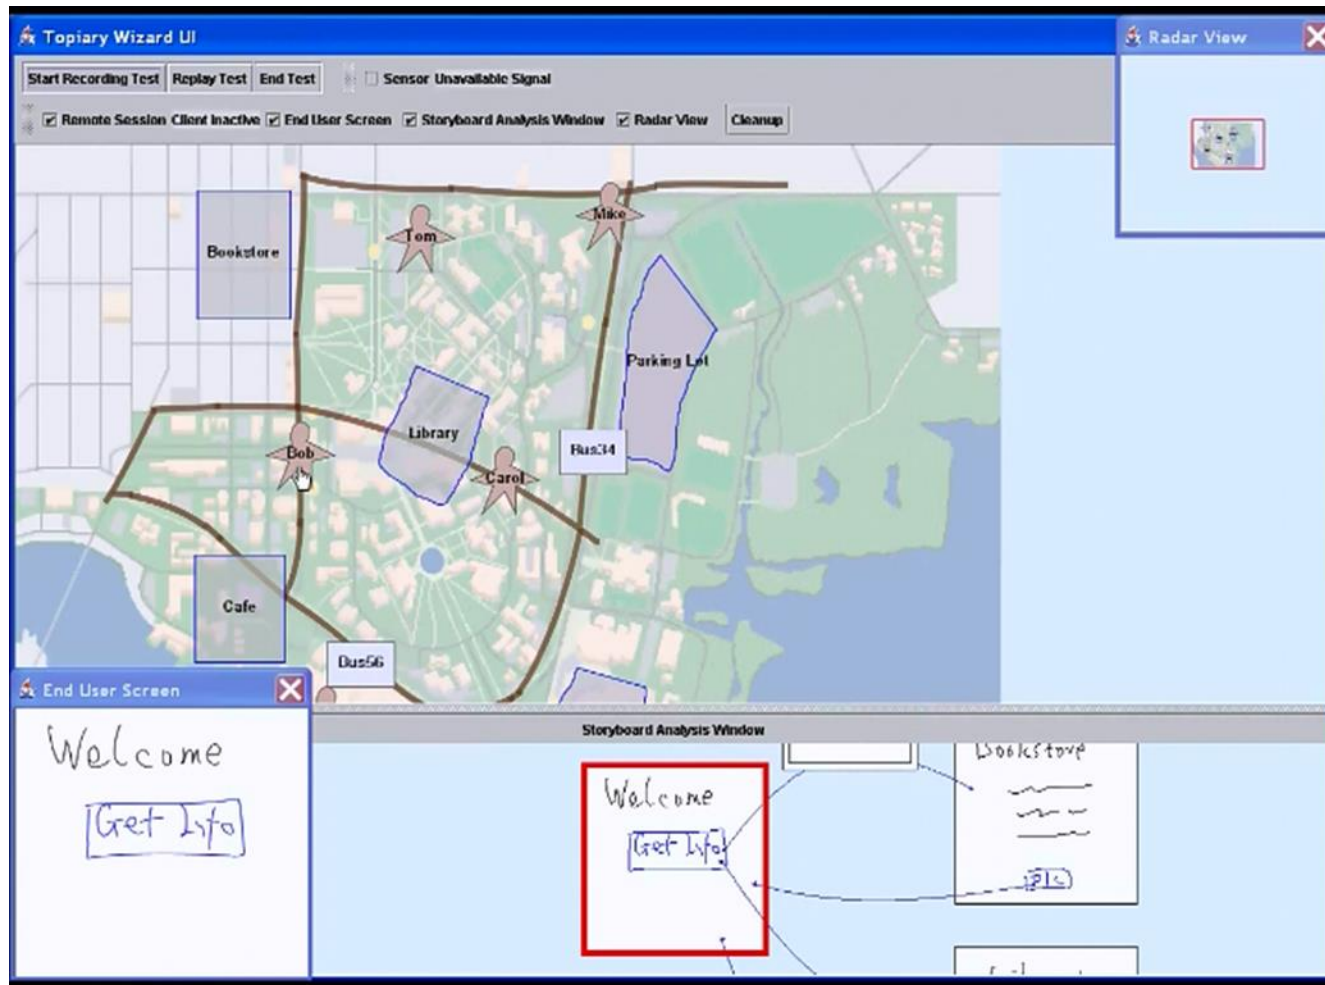 Topiary Wizard UI
Radar View
Start Recording Test Replay Test End Test Sensor Unavailable Signal
Remote Session Client Inactive End User Screen Storyboard Analysis Window Radar View Cleanup
Mike
Tom
Bookstore
Parking Lot
Library
Bus34
Bob
Carol
Cafe
Bus56
End User Screen
Welcome
Get Info
Storyboard Analysis Window
Bookstore
Welcome
Get Info